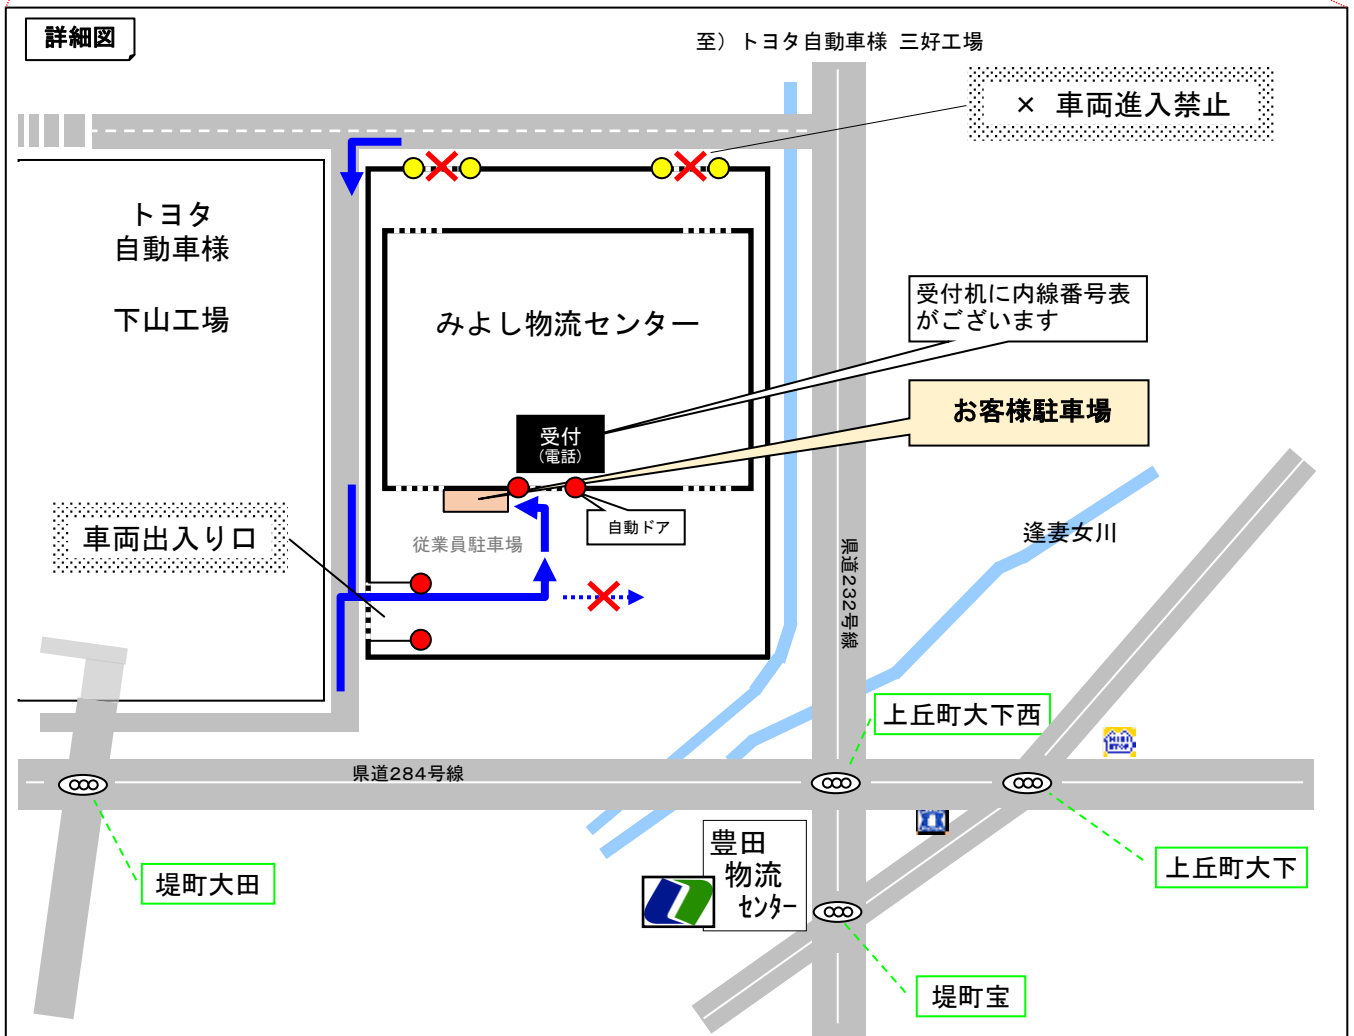 詳細図
至）トヨタ自動車様 三好工場
× 車両進入禁止
トヨタ
自動車様
下山工場
みよし物流センター
受付机に内線番号表
がございます
お客様駐車場
受付
（電話）
自動ドア
車両出入り口
従業員駐車場
逢妻女川
県道232号線
上丘町大下西
MINI
STOP
県道284号線
豊田
物流
センター
堤町大田
上丘町大下
堤町宝